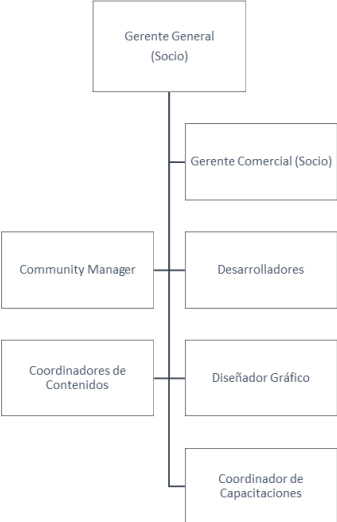 Gerente General
(Socio)
Gerente Comercial (Socio)
Community Manager
Desarrolladores
Coordinadores de
Contenidos
Diseñador Gráfico
Coordinador de
Capacitaciones